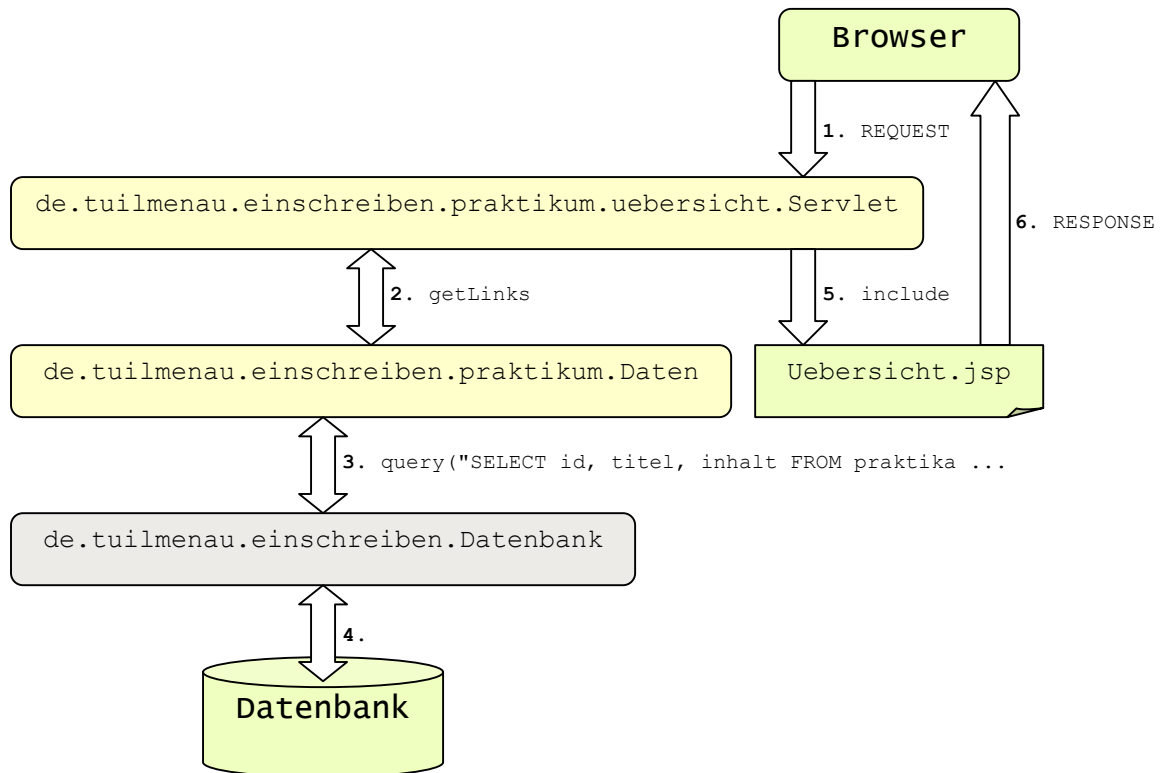 Browser
1. REQUEST
de.tuilmenau.einschreiben.praktikum.uebersicht.Servlet
6. RESPONSE
2. getLinks
5. include
de.tuilmenau.einschreiben.praktikum.Daten
Uebersicht.jsp
3. query("SELECT id, titel, inhalt FROM praktika ...
de.tuilmenau.einschreiben.Datenbank
4.
Datenbank